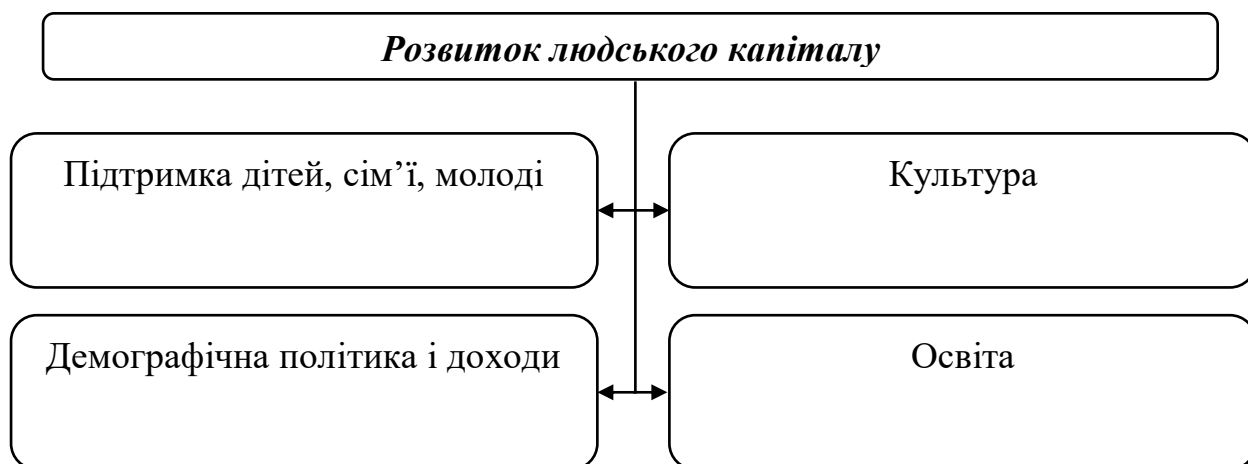 Розвиток людського капіталу
Підтримка дітей, сім’ї, молоді
Культура
Демографічна політика і доходи
Освіта